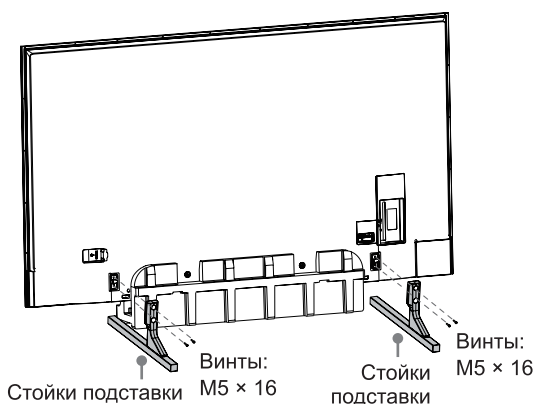 Стойки подставки
Винты:
M5 × 16
Стойки
подставки
Винты:
M5 × 16